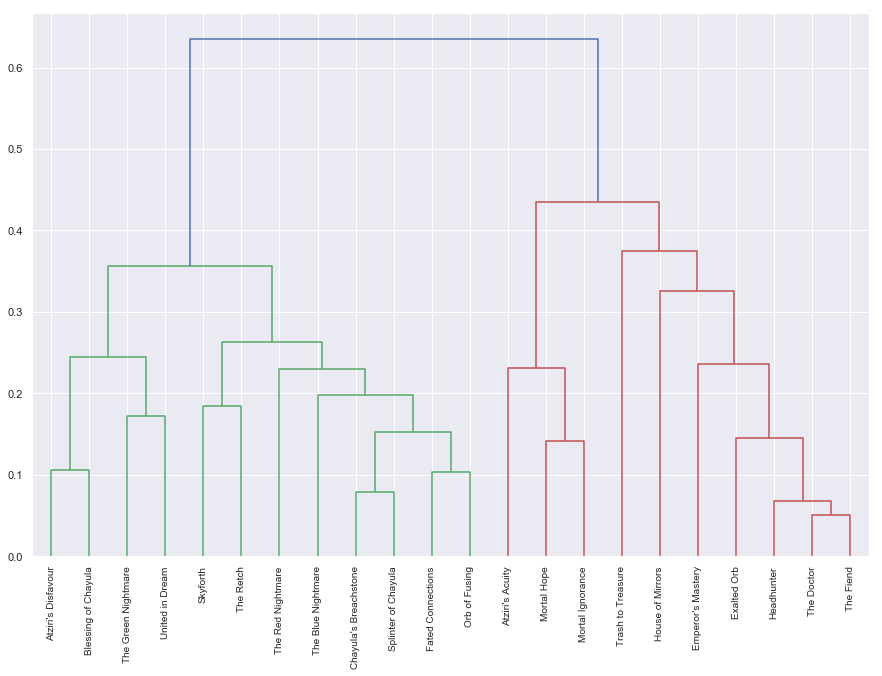 0.6
0.5
0.4
0.3
0.2
0.1
0.0
Atziri's Disfavour
Blessing of Chayula
The Green Nightmare
United in Dream
Skyforth
The Retch
The Red Nightmare
The Blue Nightmare
Chayula's Breachstone
Splinter of Chayula
Fated Connections
Orb of Fusing
Atziri's Acuity
Mortal Hope
Mortal Ignorance
Trash to Treasure
House of Mirrors
Emperor's Mastery
Exalted Orb
Headhunter
The Doctor
The Fiend